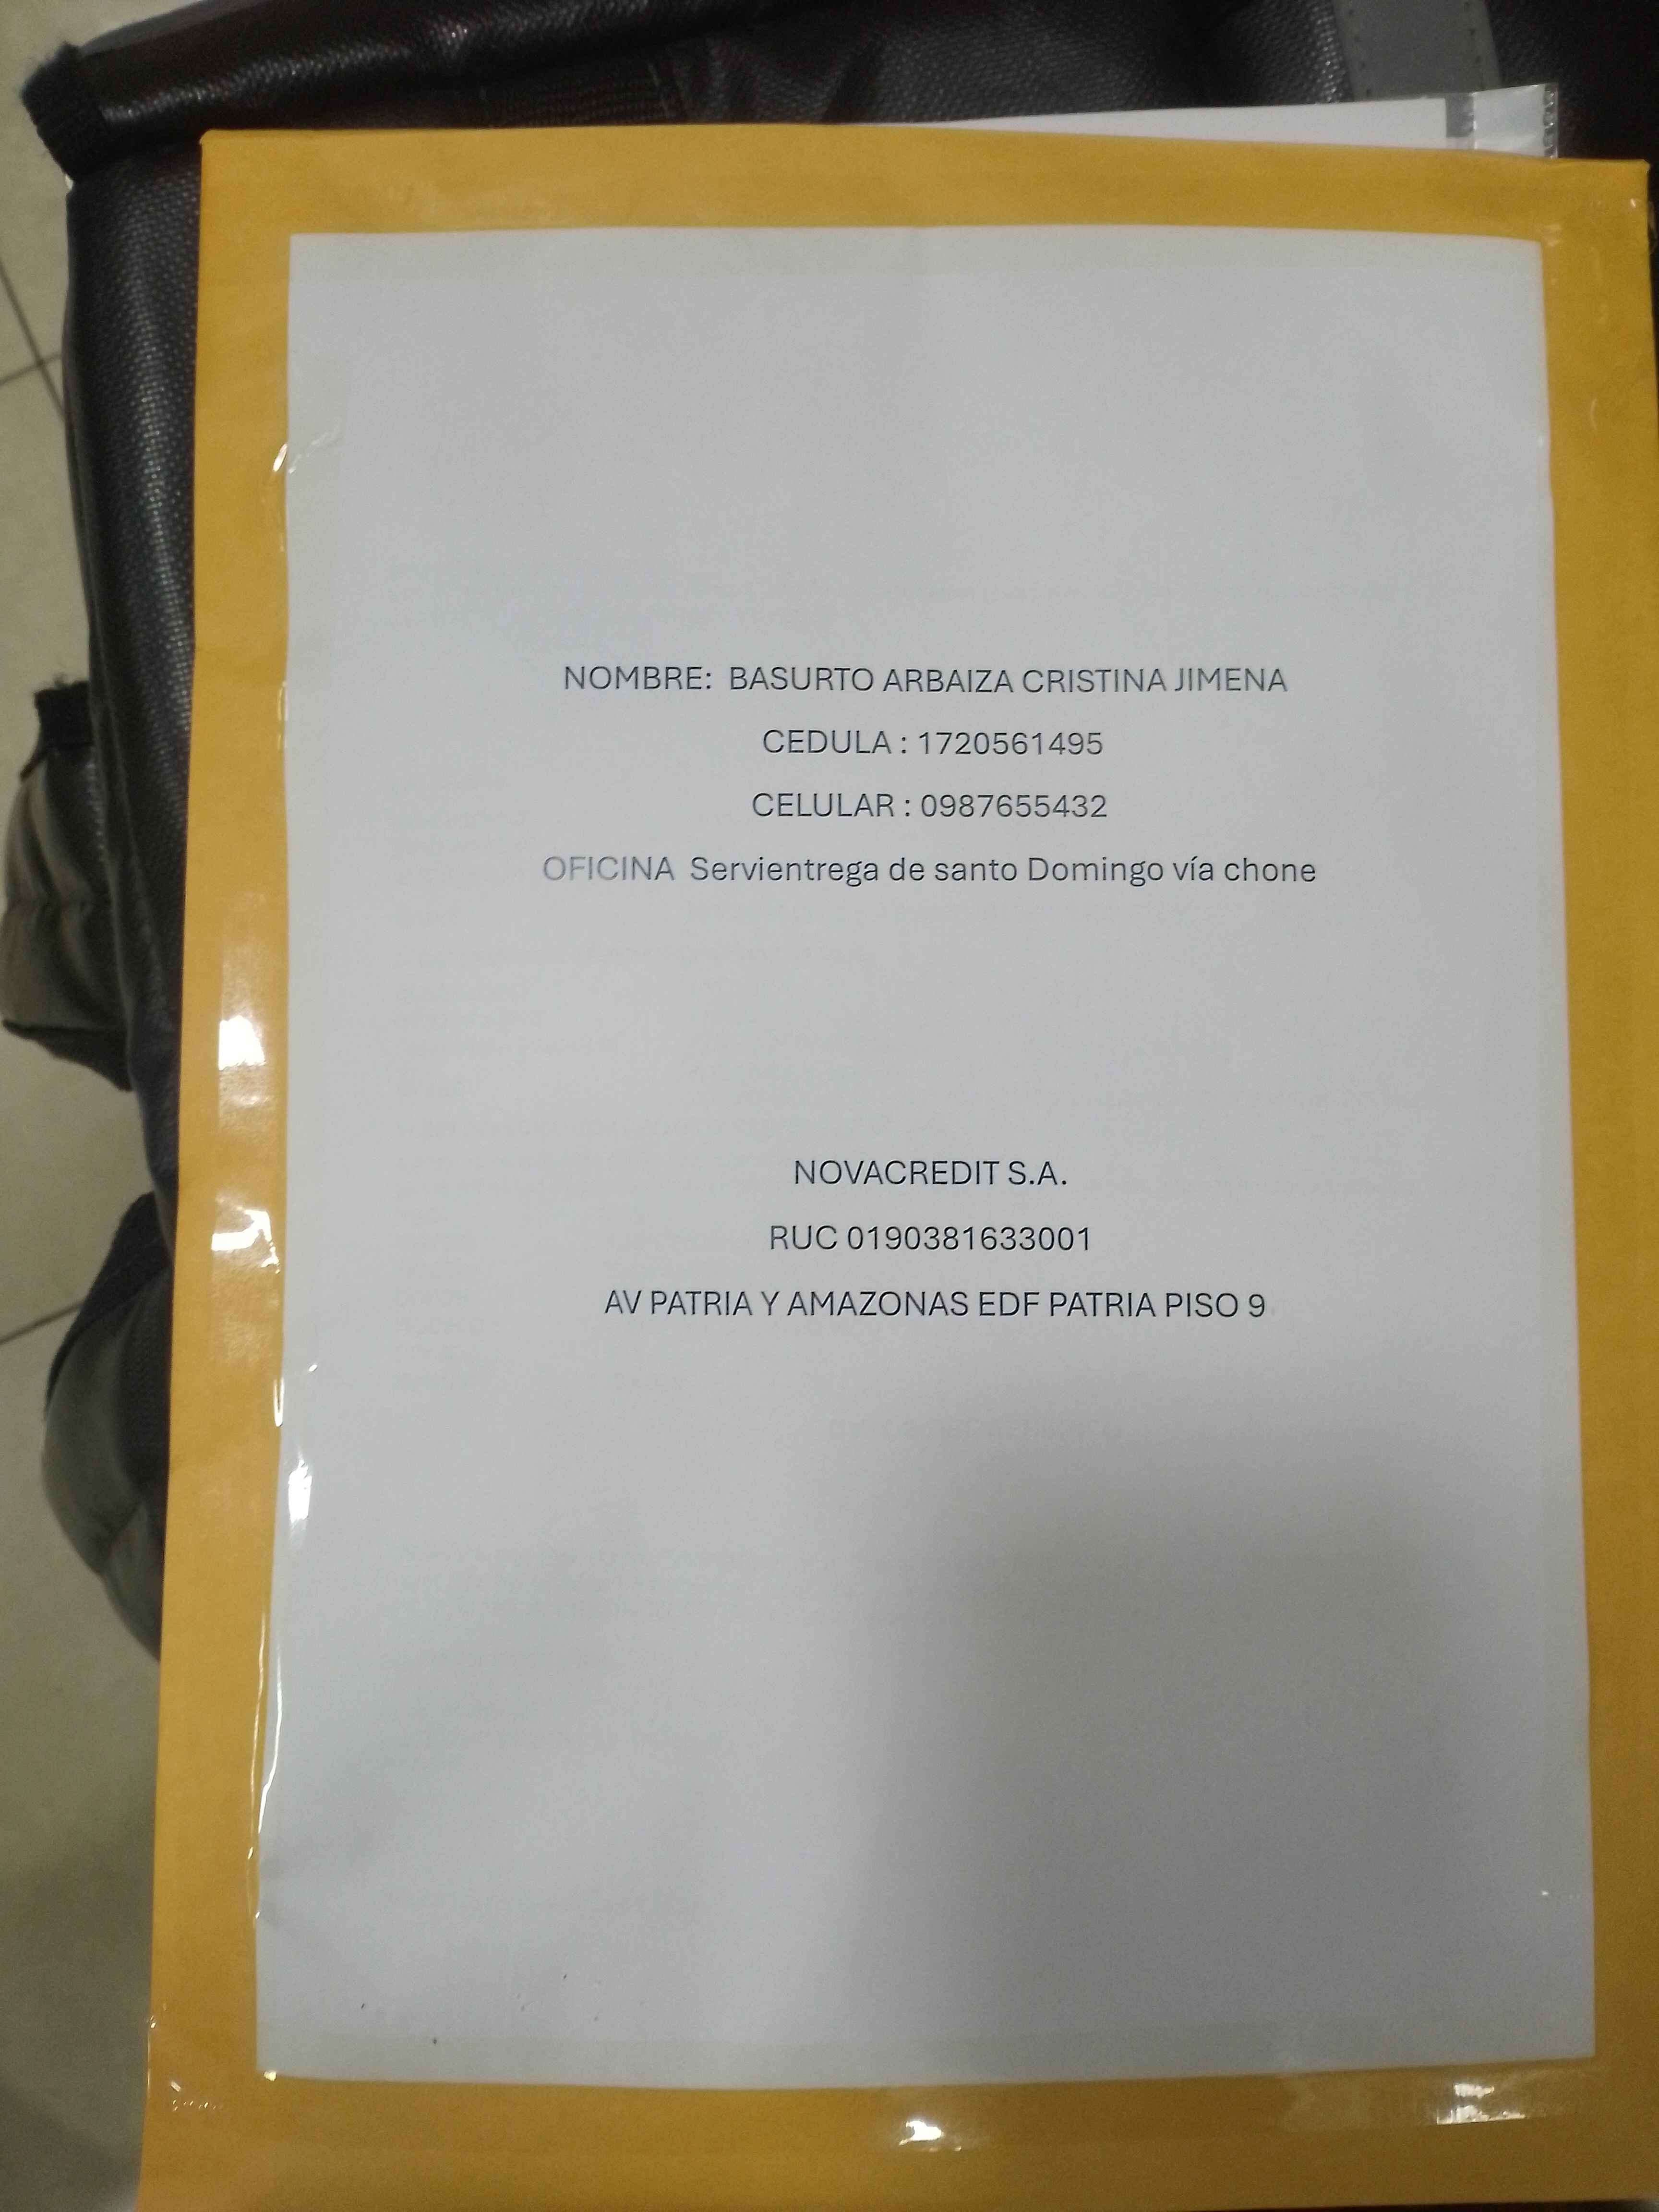 NOMBRE: BASURTO ARBAIZA CRISTINA JIMENA
CEDULA : 1720561495
CELULAR : 0987655432
OFICINA Servientrega de santo Domingo vía chone
NOVACREDIT S.A.
RUC 0190381633001
AV PATRIA Y AMAZONAS EDF PATRIA PISO 9